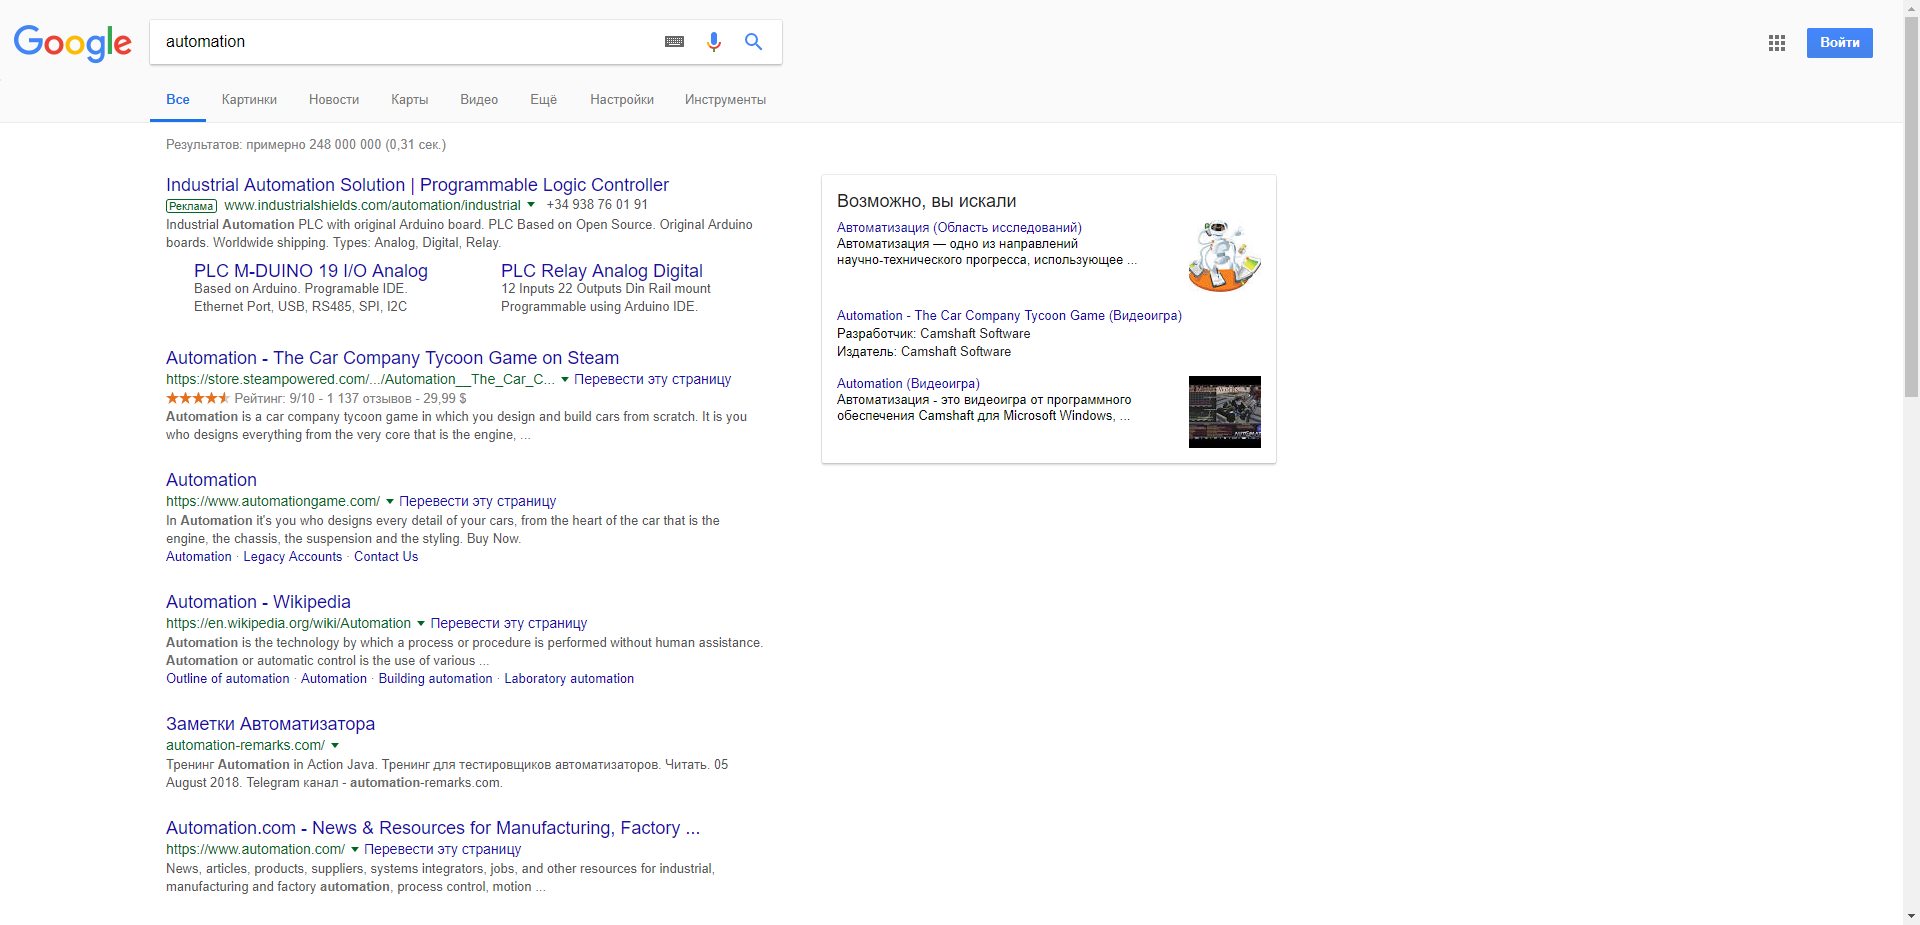 Google
automation
Войти
Все Картинки Новости Карты Видео Ещё Настройки Инструменты
Результатов: примерно 248 000 000 (0,31 сек.)
Industrial Automation Solution | Programmable Logic Controller
Реклама www.industrialshields.com/automation/industrial +34 938 76 01 91
Industrial Automation PLC with original Arduino board. PLC Based on Open Source. Original Arduino
boards. Worldwide shipping. Types: Analog, Digital, Relay.
PLC M-DUINO 19 I/O Analog
Based on Arduino. Programable IDE.
Ethernet Port, USB, RS485, SPI, I2C
PLC Relay Analog Digital
12 Inputs 22 Outputs Din Rail mount
Programmable using Arduino IDE.
Automation - The Car Company Tycoon Game on Steam
https://store.steampowered.com/.../Automation__The_Car_C... Перевести эту страницу
Рейтинг: 9/10 - 1 137 отзывов - 29,99 $
Automation is a car company tycoon game in which you design and build cars from scratch. It is you
who designs everything from the very core that is the engine, ...
Automation
https://www.automationgame.com/ Перевести эту страницу
In Automation it's you who designs every detail of your cars, from the heart of the car that is the
engine, the chassis, the suspension and the styling. Buy Now.
Automation · Legacy Accounts · Contact Us
Automation - Wikipedia
https://en.wikipedia.org/wiki/Automation Перевести эту страницу
Automation is the technology by which a process or procedure is performed without human assistance.
Automation or automatic control is the use of various ...
Outline of automation · Automation · Building automation · Laboratory automation
Заметки Автоматизатора
automation-remarks.com/
Тренинг Automation in Action Java. Тренинг для тестировщиков автоматизаторов. Читать. 05
August 2018. Telegram канал - automation-remarks.com.
Automation.com - News & Resources for Manufacturing, Factory ...
https://www.automation.com/ Перевести эту страницу
News, articles, products, suppliers, systems integrators, jobs, and other resources for industrial,
manufacturing and factory automation, process control, motion ...
Возможно, вы искали
Автоматизация (Область исследований)
Автоматизация — одно из направлений
научно-технического прогресса, использующее ...
Automation - The Car Company Tycoon Game (Видеоигра)
Разработчик: Camshaft Software
Издатель: Camshaft Software
Automation (Видеоигра)
Автоматизация - это видеоигра от программного
обеспечения Camshaft для Microsoft Windows, ...